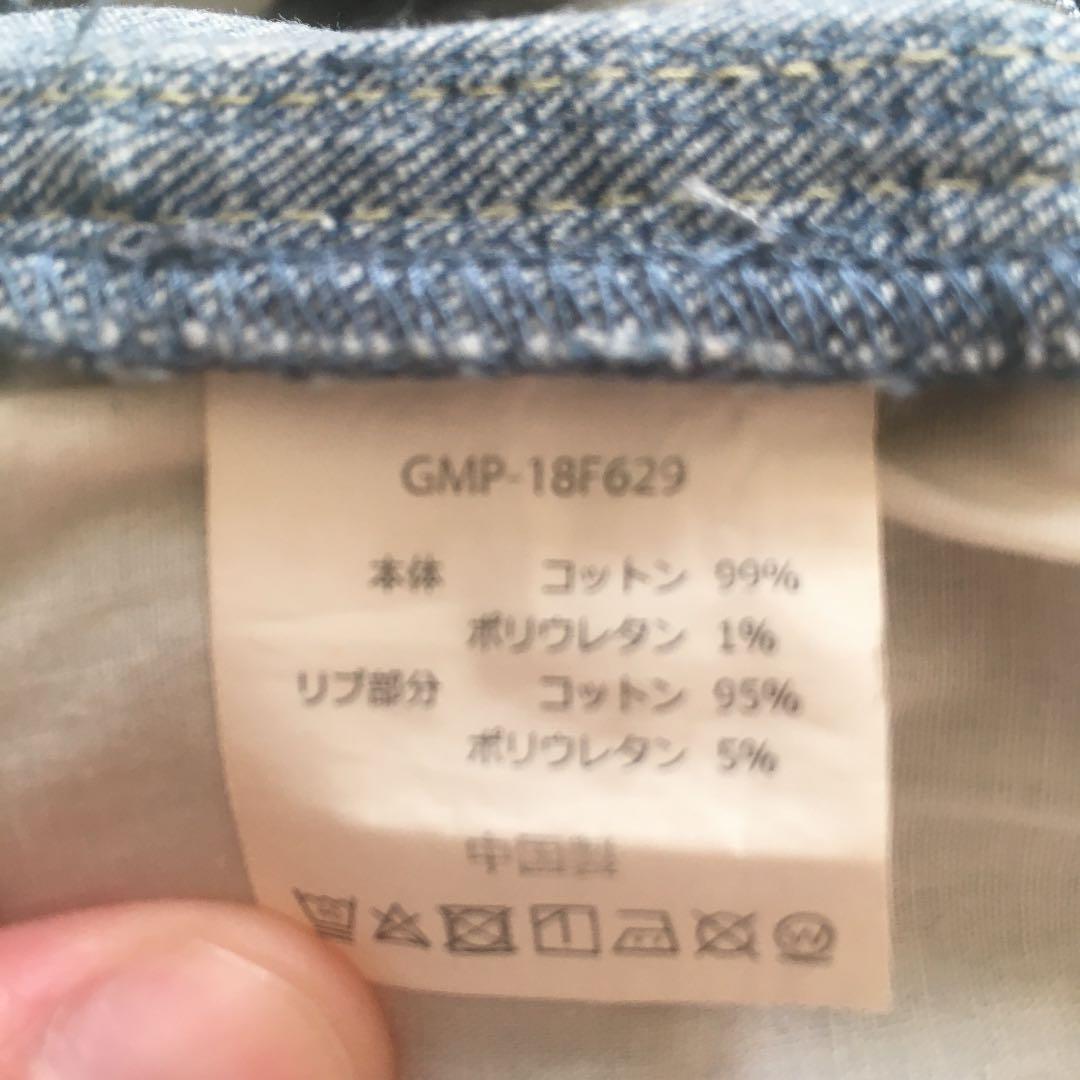 GMP-18F629
本体 コットン 99%
ポリウレタン 1%
リブ部分 コットン 95%
ポリウレタン 5%
中国製